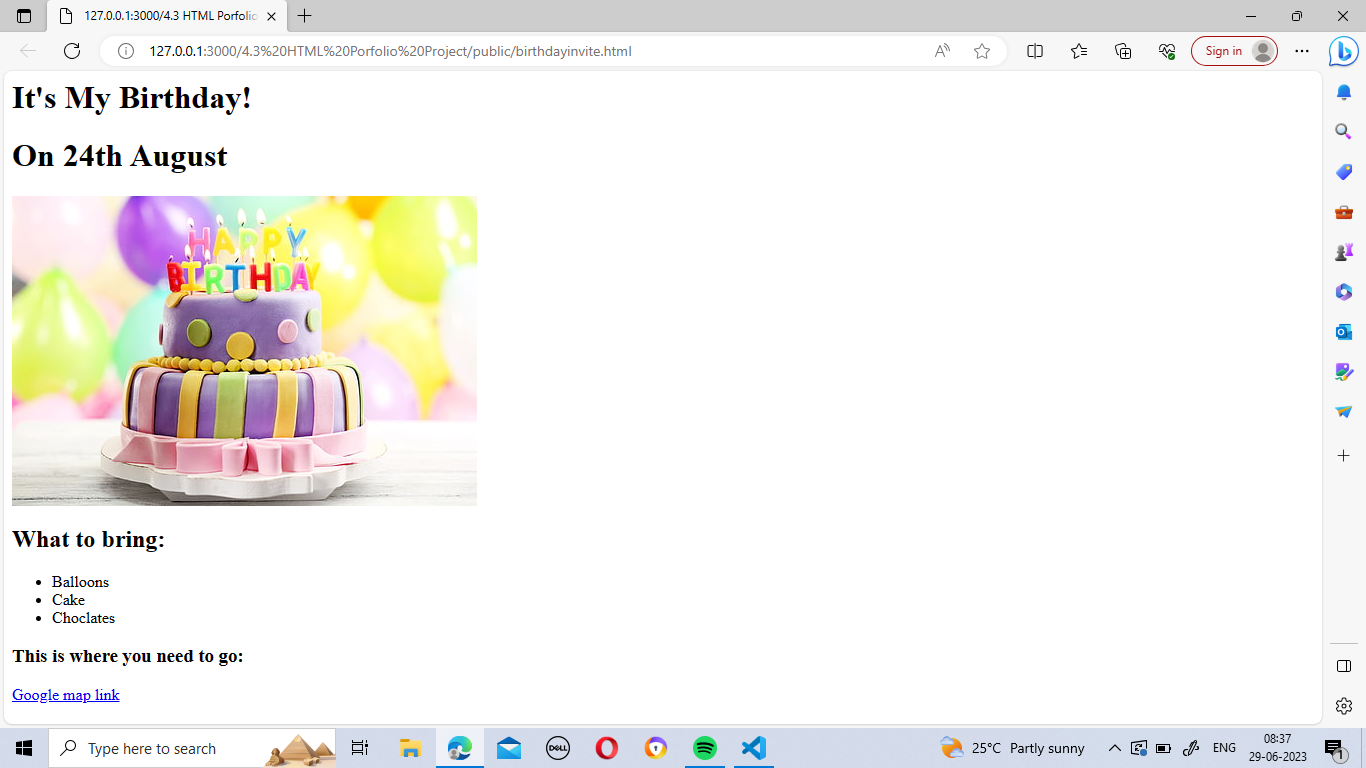 127.0.0.1:3000/4.3 HTML Porfolio
127.0.0.1:3000/4.3%20HTML%20Porfolio%20Project/public/birthdayinvite.html
Sign in
It's My Birthday!
On 24th August
HAPPY
BIRTHDAY
What to bring:
Balloons
Cake
Choclates
This is where you need to go:
Google map link
Type here to search
DELL
25°C Partly sunny
ENG
08:37
29-06-2023
1